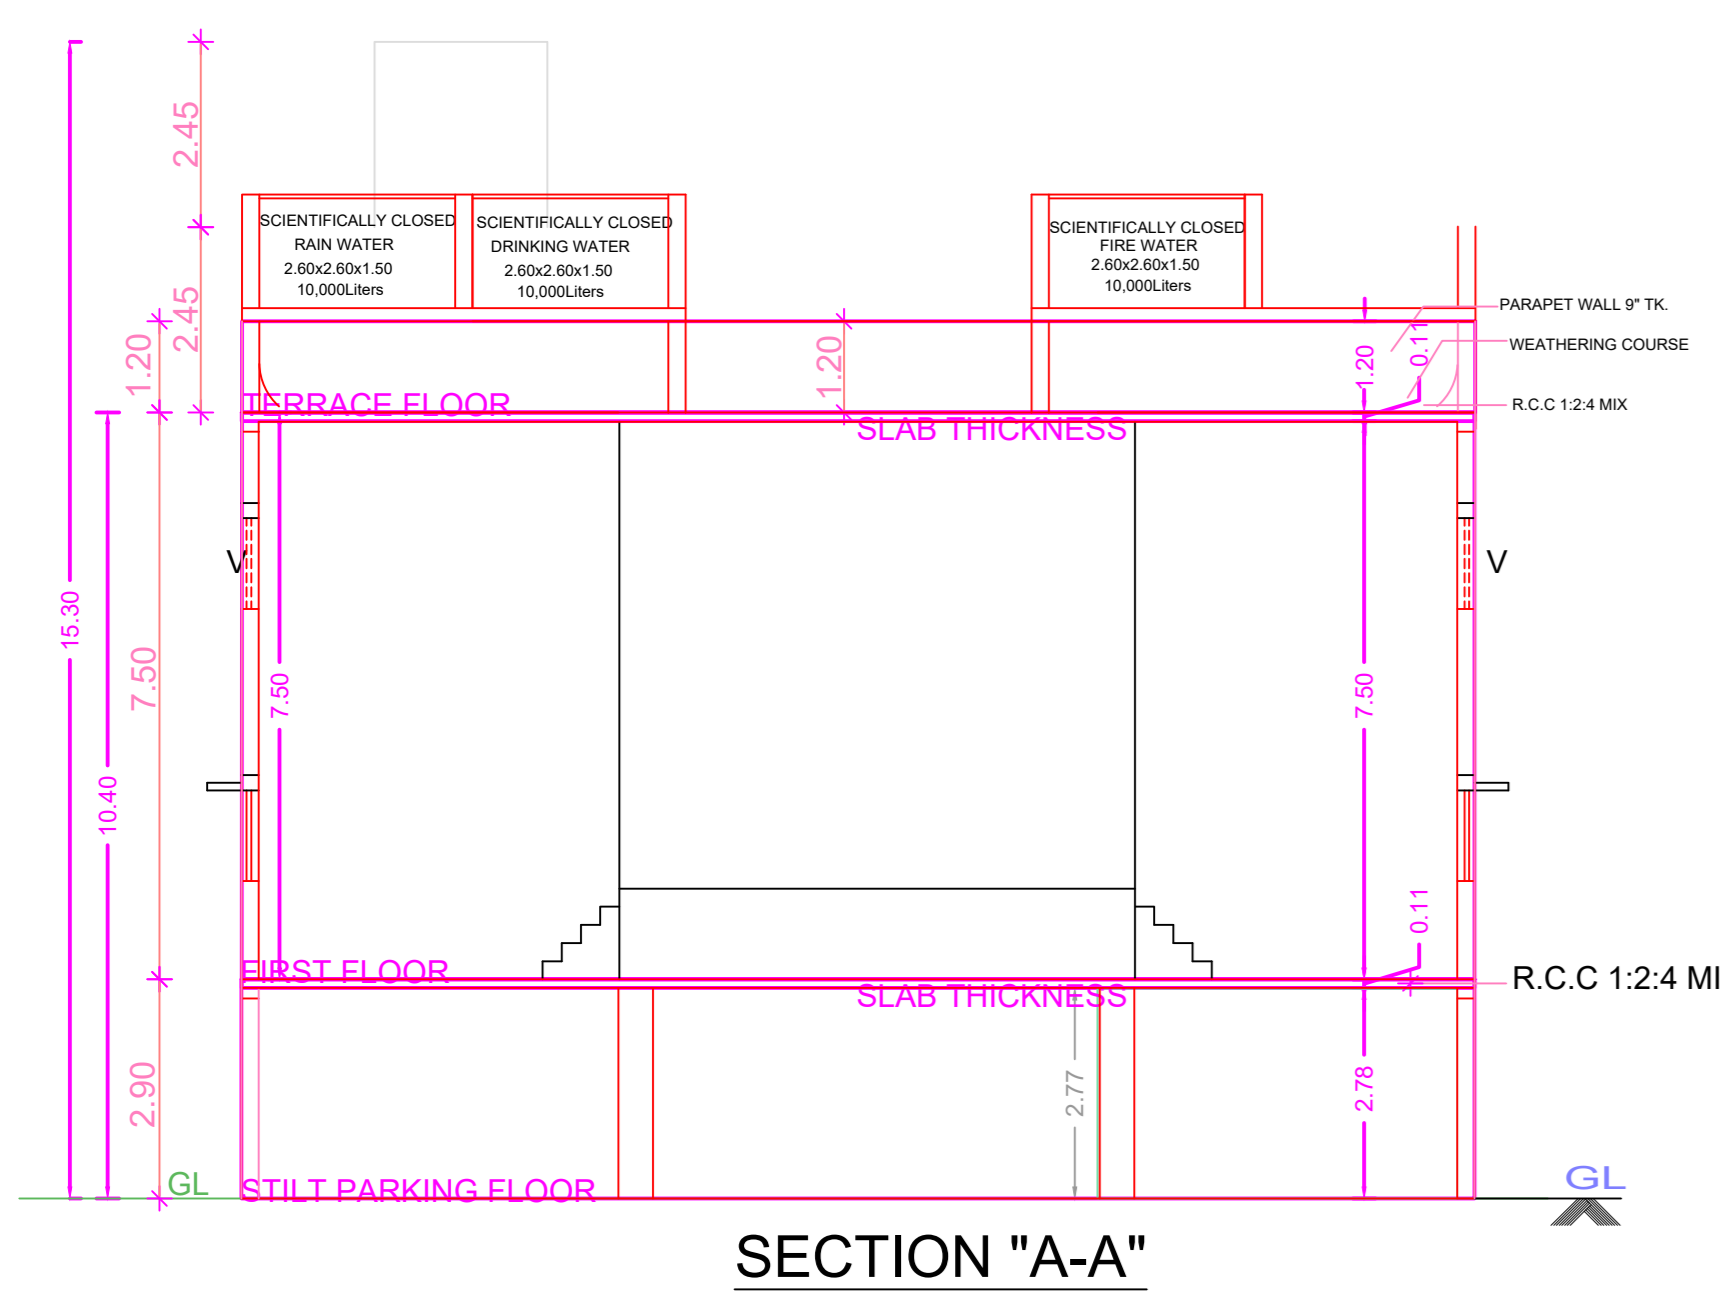 2.45
SCIENTIFICALLY CLOSED
RAIN WATER
2.60x2.60x1.50
10,000Liters
SCIENTIFICALLY CLOSED
DRINKING WATER
2.60x2.60x1.50
10,000Liters
SCIENTIFICALLY CLOSED
FIRE WATER
2.60x2.60x1.50
10,000Liters
2.45
1.20
1.20
1.20
0.11
PARAPET WALL 9" TK.
WEATHERING COURSE
R.C.C 1:2:4 MIX
TERRACE FLOOR
SLAB THICKNESS
V
V
15.30
7.50
7.50
7.50
10.40
0.11
FIRST FLOOR
SLAB THICKNESS
R.C.C 1:2:4 MI
2.90
2.77
2.78
GL
STILT PARKING FLOOR
GL
SECTION "A-A"